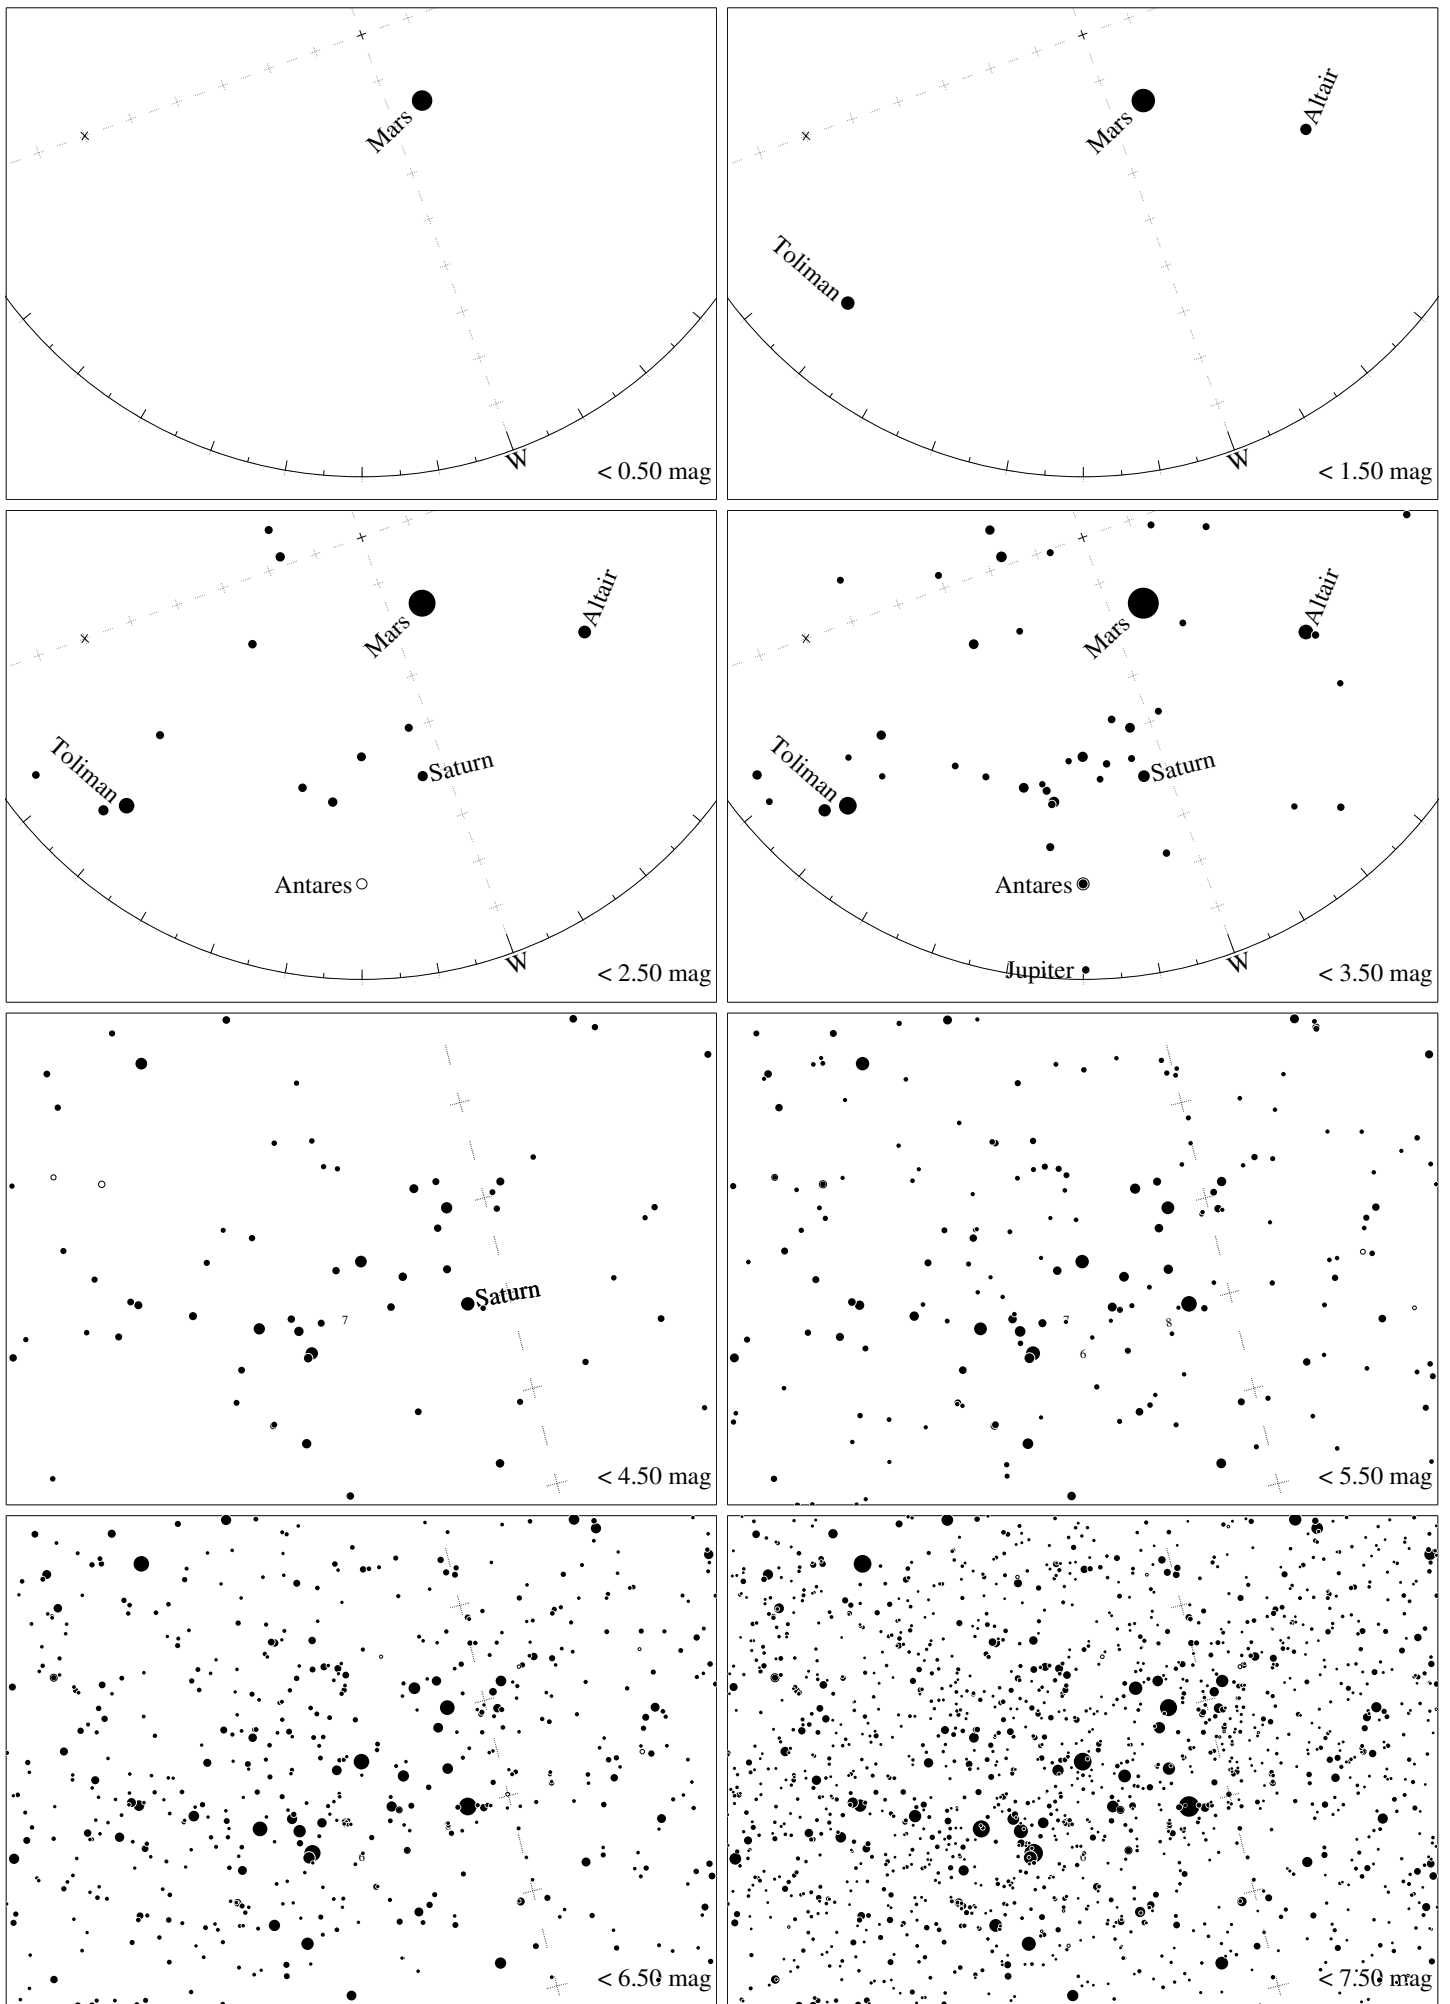 Mars
W
< 0.50 mag
Mars
Altair
Toliman
W
< 1.50 mag
Mars
Altair
Toliman
Saturn
Antares
W
< 2.50 mag
Mars
Altair
Toliman
Saturn
Antares
Jupiter
W
< 3.50 mag
Saturn
7
< 4.50 mag
7
8
6
< 5.50 mag
6
< 6.50 mag
6
< 7.50 mag